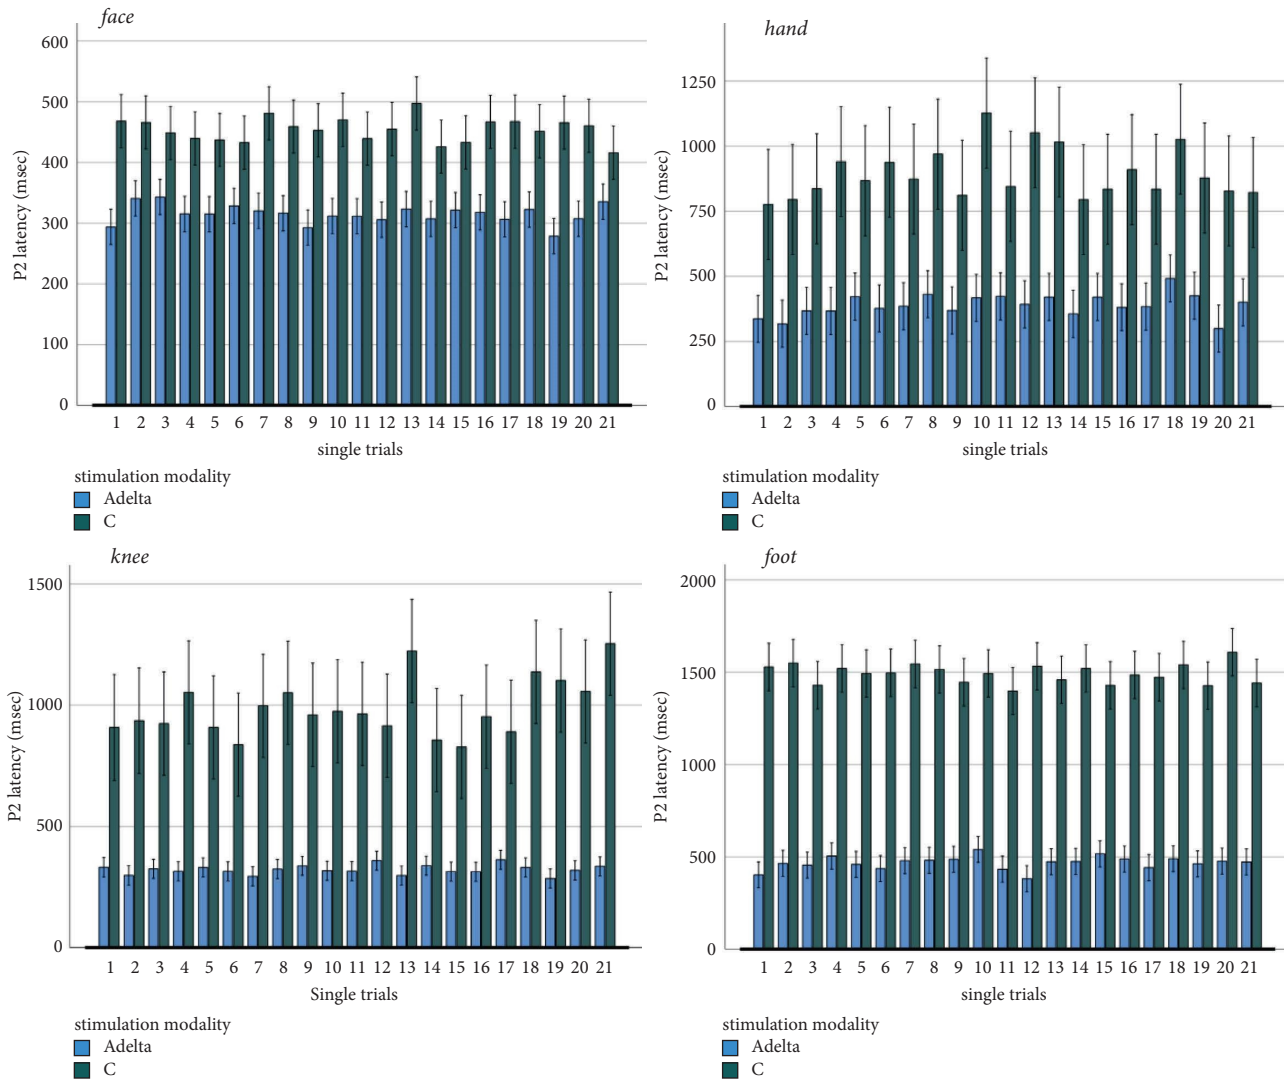 face
600
500
400
300
200
100
0
P2 latency (msec)
1 2 3 4 5 6 7 8 9 10 11 12 13 14 15 16 17 18 19 20 21
single trials
stimulation modality
Adelta
C
hand
1250
1000
750
500
250
0
P2 latency (msec)
1 2 3 4 5 6 7 8 9 10 11 12 13 14 15 16 17 18 19 20 21
single trials
stimulation modality
Adelta
C
knee
1500
1000
500
0
P2 latency (msec)
1 2 3 4 5 6 7 8 9 10 11 12 13 14 15 16 17 18 19 20 21
Single trials
stimulation modality
Adelta
C
foot
2000
1500
1000
500
0
P2 latency (msec)
1 2 3 4 5 6 7 8 9 10 11 12 13 14 15 16 17 18 19 20 21
single trials
stimulation modality
Adelta
C